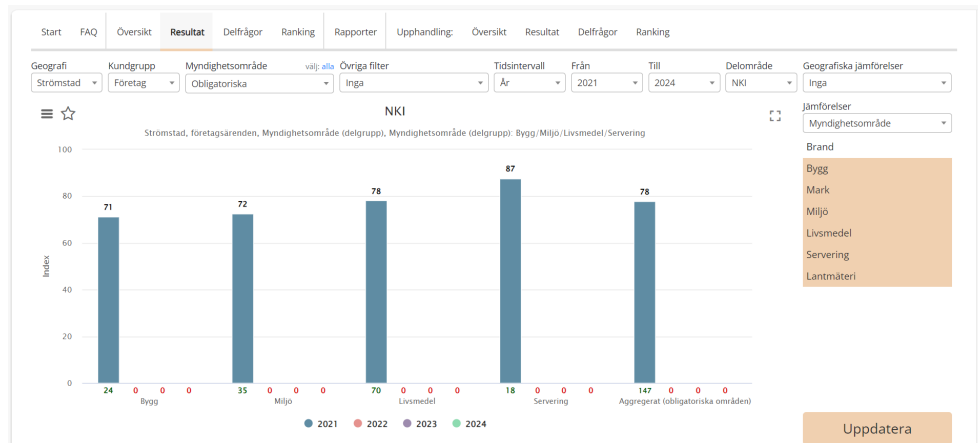 Start FAQ Översikt Resultat Delfrågor Ranking Rapporter Upphandling: Översikt Resultat Delfrågor Ranking
Geografi Kundgrupp Myndighetsområde välj: alla Övriga filter Tidsintervall Från Till Delområde Geografiska jämförelser
Strömstad Företag Obligatoriska Inga År 2021 2024 NKI Inga
NKI
Strömstad, företagsärenden, Myndighetsområde (delgrupp), Myndighetsområde (delgrupp): Bygg/Miljö/Livsmedel/Servering
Jämförelser
Myndighetsområde
Brand
Bygg
Mark
Miljö
Livsmedel
Servering
Lantmäteri
100
80
60
40
20
0
Index
71 72 78 87 78
24 0 0 0 35 0 0 0 70 0 0 0 18 0 0 0 147 0 0 0
Bygg Miljö Livsmedel Servering Aggregerat (obligatoriska områden)
2021 2022 2023 2024
Uppdatera